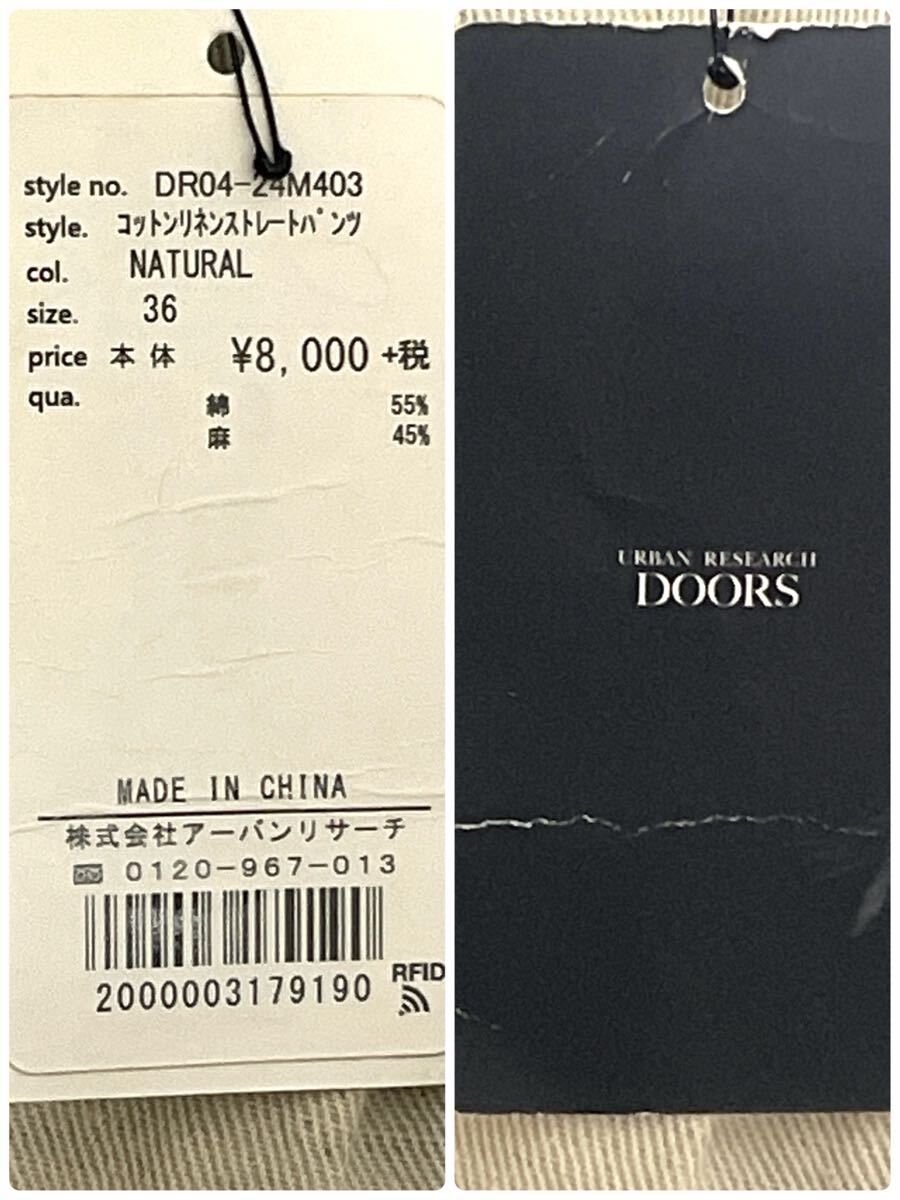 style no. DR04-24M403
style. ｺｯﾄﾝﾘﾈﾝｽﾄﾚｰﾄﾊﾟﾝﾂ
col. NATURAL
size. 36
price 本体 ¥8,000 +税
qua. 綿 55%
麻 45%
MADE IN CHINA
株式会社アーバンリサーチ
0120-967-013
2000003179190
RFID
URBAN RESEARCH
DOORS